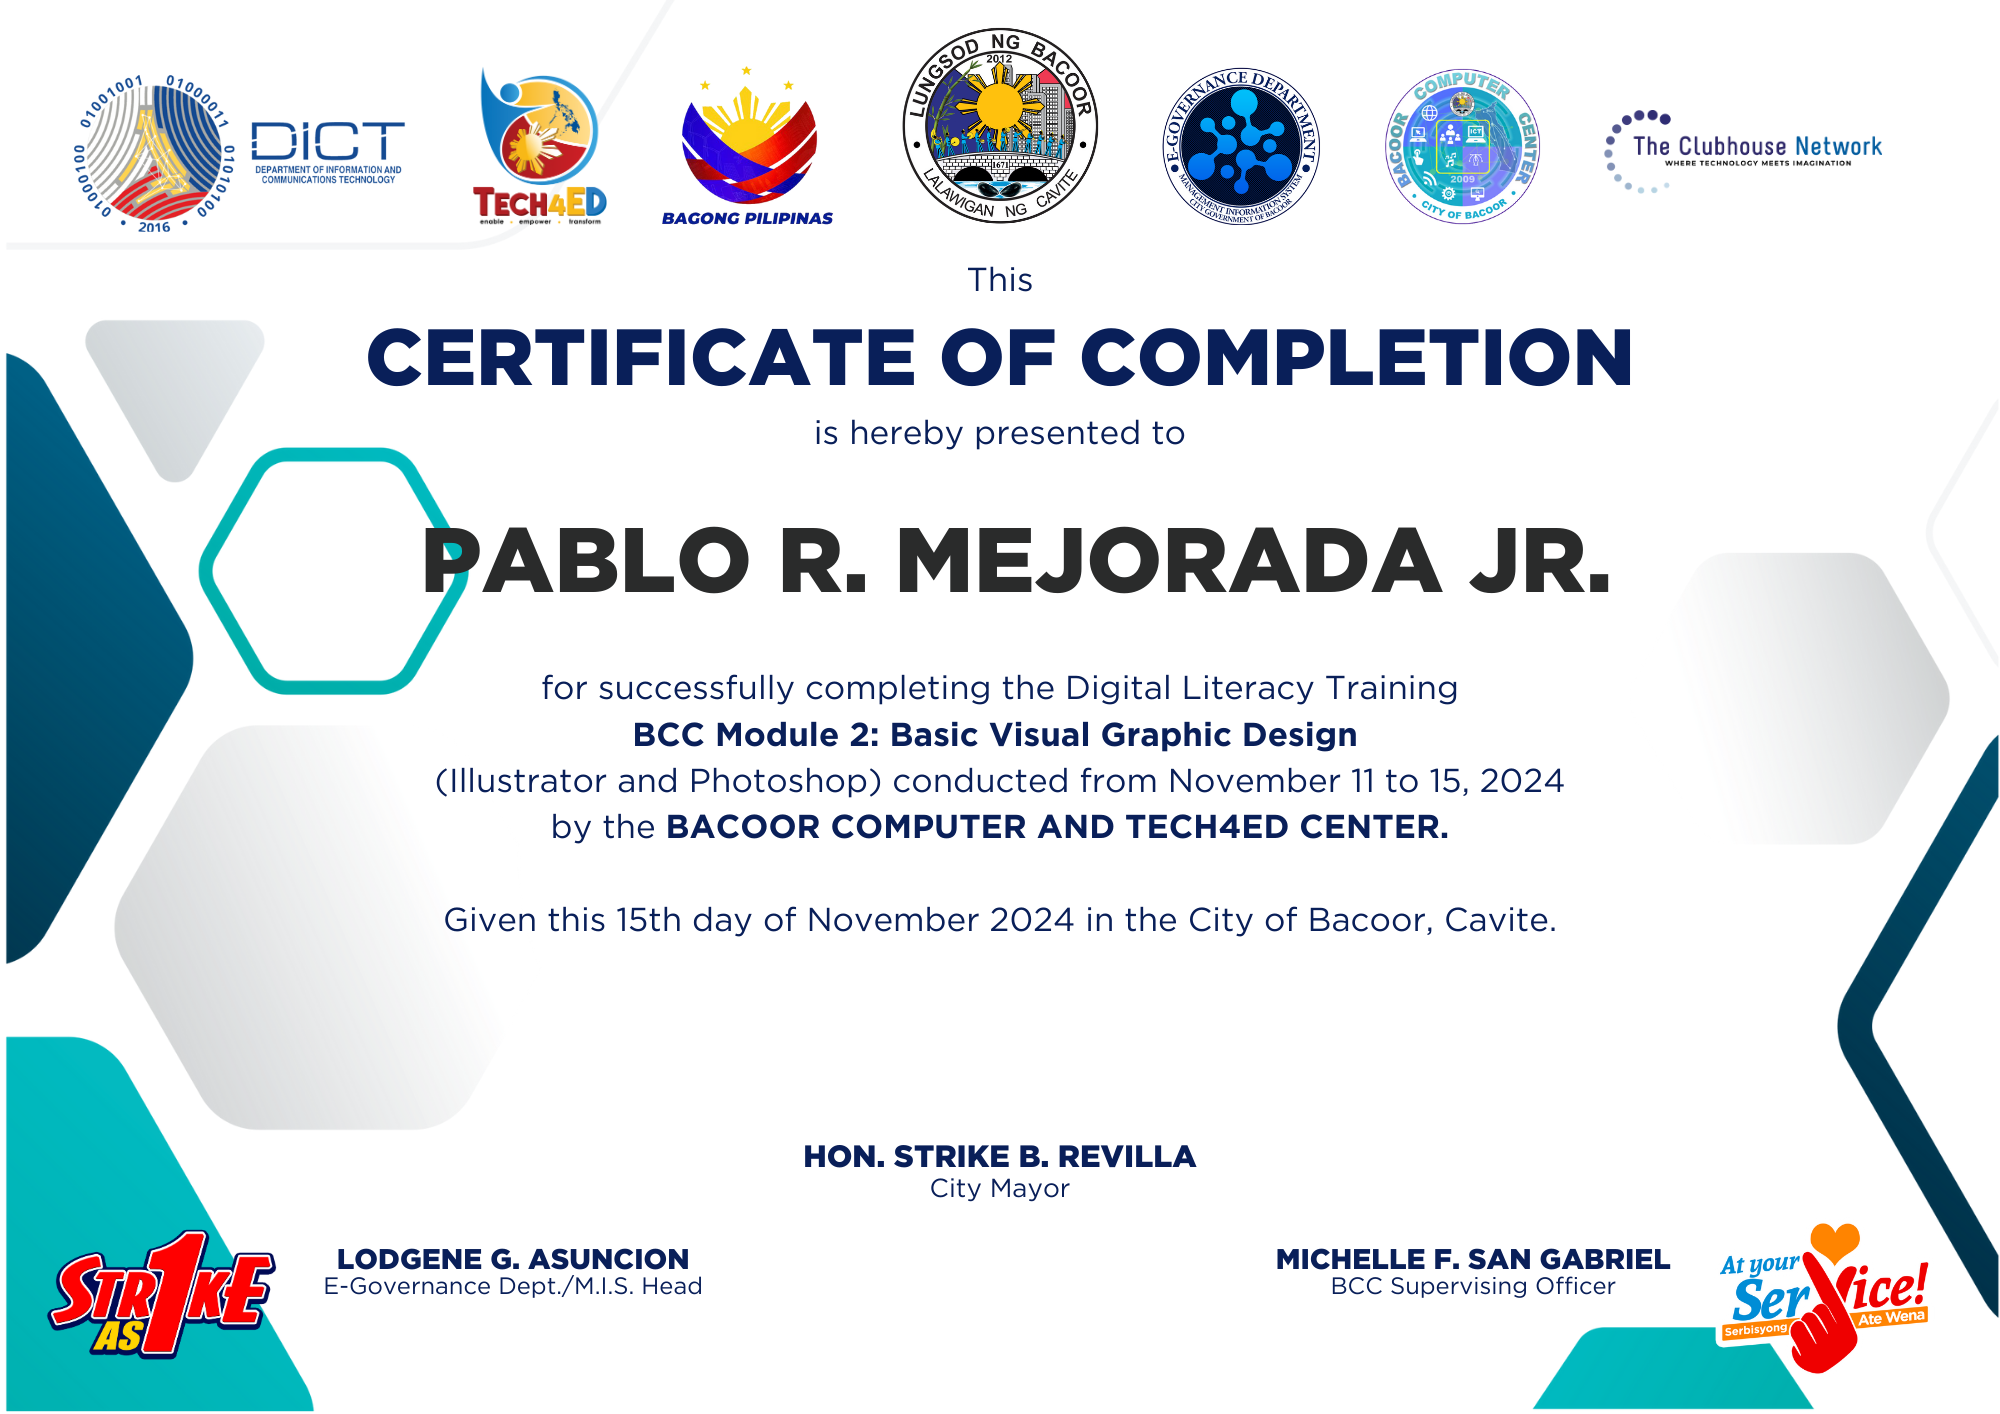 01001001 01000011 0101100 0100100
2016
DICT
DEPARTMENT OF INFORMATION AND
COMMUNICATIONS TECHNOLOGY
TECH4ED
enable · empower · transform
BAGONG PILIPINAS
LUNGSOD NG BACOOR
2012
1671
LALAWIGAN NG CAVITE
E-GOVERNANCE DEPARTMENT
MANAGEMENT INFORMATION SYSTEM
CITY GOVERNMENT OF BACOOR
BACOOR COMPUTER CENTER
ICT
2009
CITY OF BACOOR
The Clubhouse Network
WHERE TECHNOLOGY MEETS IMAGINATION
This
CERTIFICATE OF COMPLETION
is hereby presented to
PABLO R. MEJORADA JR.
for successfully completing the Digital Literacy Training
BCC Module 2: Basic Visual Graphic Design
(Illustrator and Photoshop) conducted from November 11 to 15, 2024
by the BACOOR COMPUTER AND TECH4ED CENTER.
Given this 15th day of November 2024 in the City of Bacoor, Cavite.
HON. STRIKE B. REVILLA
City Mayor
LODGENE G. ASUNCION
E-Governance Dept./M.I.S. Head
MICHELLE F. SAN GABRIEL
BCC Supervising Officer
STR1KE
AS
At your
SerVice!
Serbisyong Ate Wena